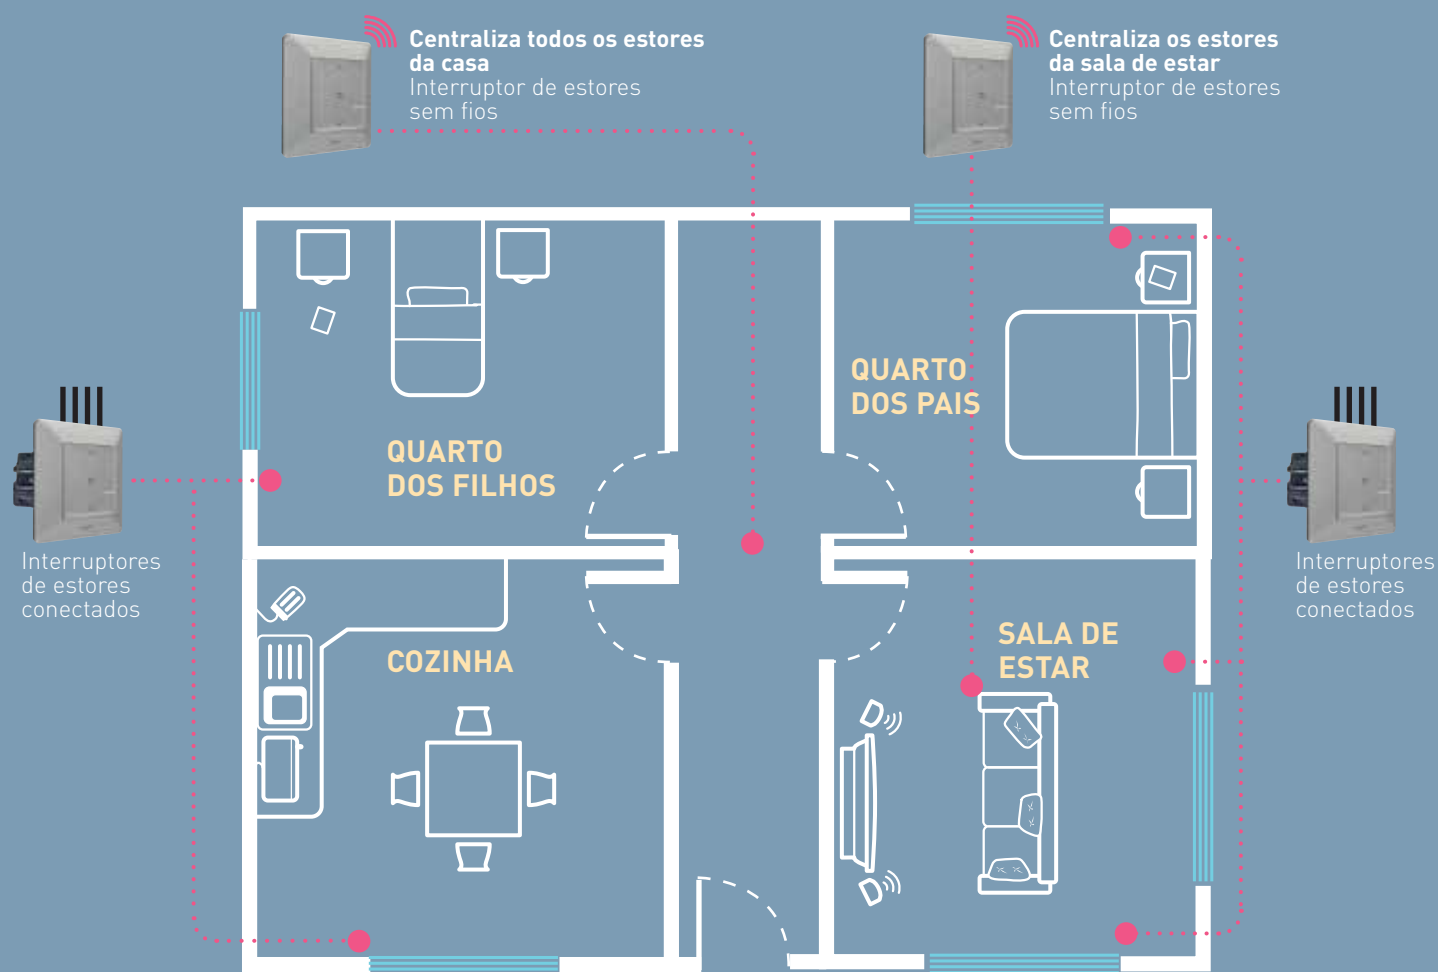 Centraliza todos os estores
da casa
Interruptor de estores
sem fios
Centraliza os estores
da sala de estar
Interruptor de estores
sem fios
QUARTO
DOS PAIS
QUARTO
DOS FILHOS
Interruptores
de estores
conectados
Interruptores
de estores
conectados
COZINHA
SALA DE
ESTAR